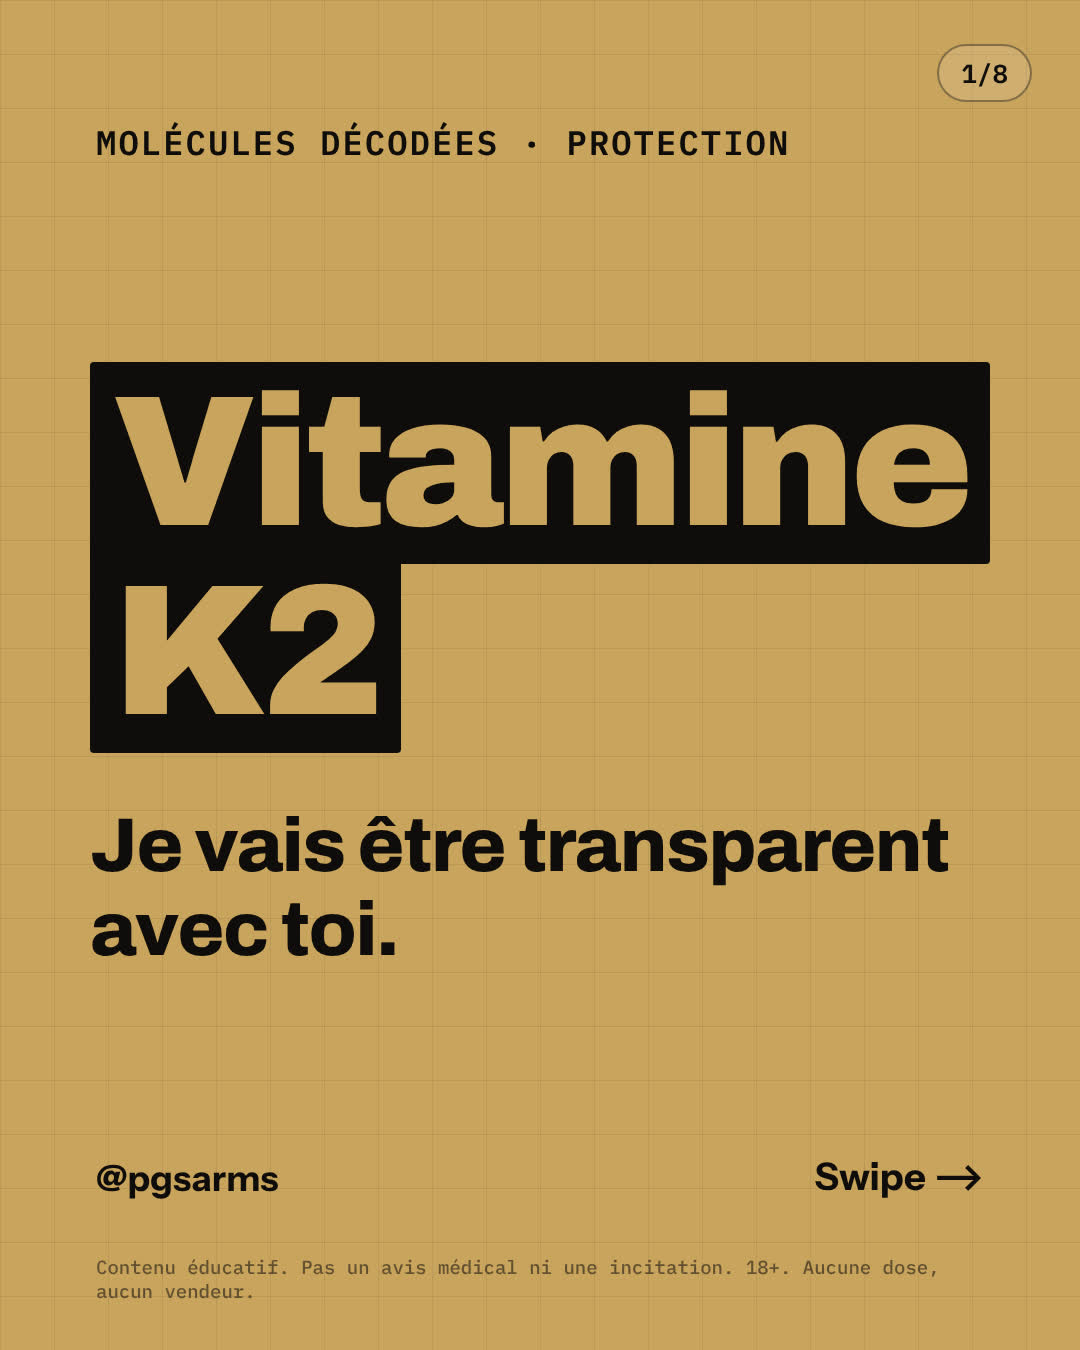 1/8
MOLÉCULES DÉCODÉES · PROTECTION
Vitamine
K2
Je vais être transparent
avec toi.
@pgsarms
Swipe →
Contenu éducatif. Pas un avis médical ni une incitation. 18+. Aucune dose,
aucun vendeur.